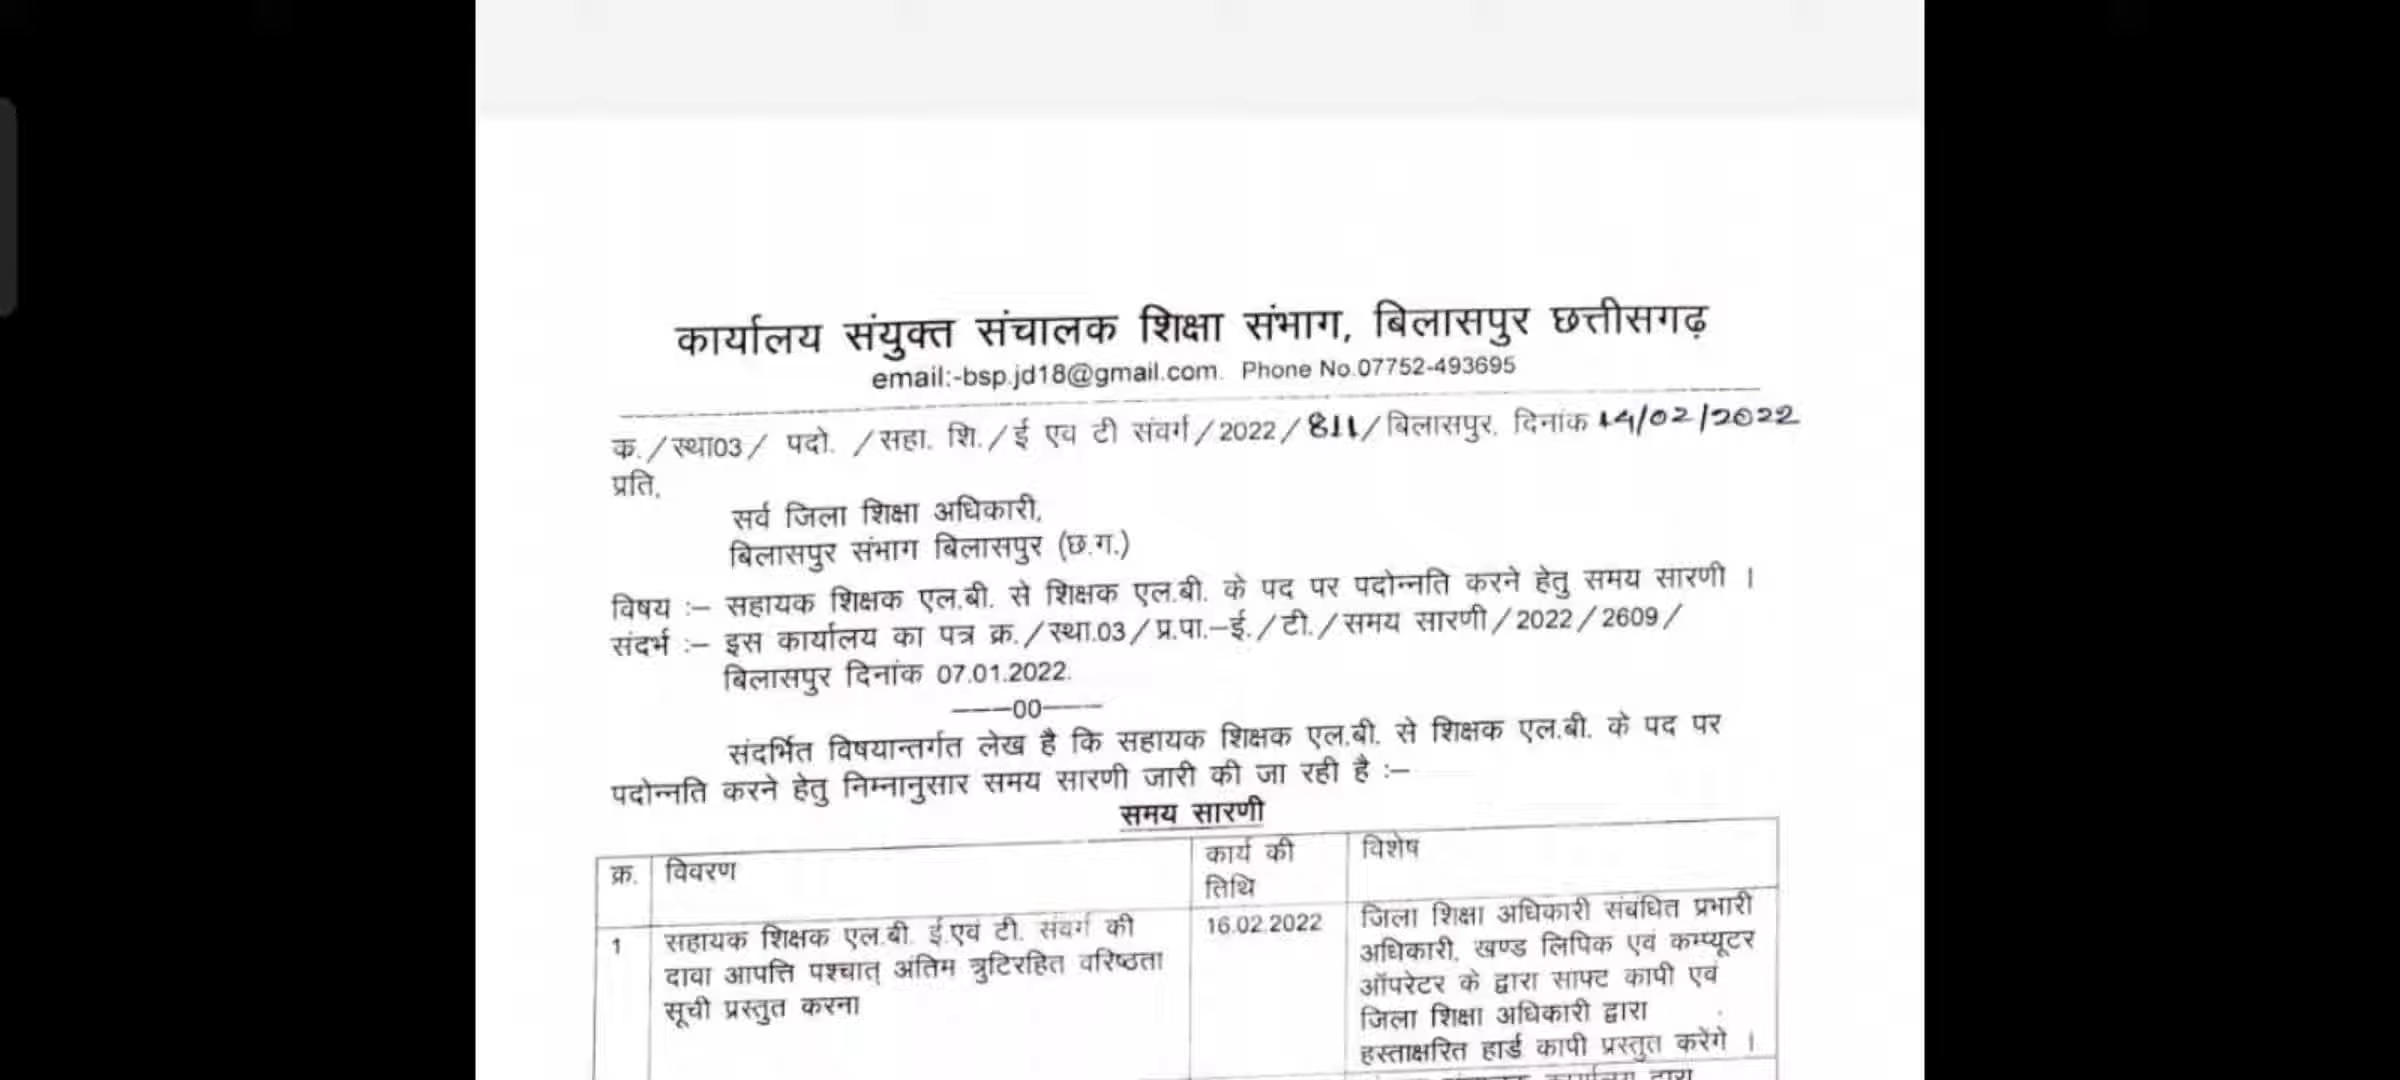 कार्यालय संयुक्त संचालक शिक्षा संभाग, बिलासपुर छत्तीसगढ़
email:-bsp.jd18@gmail.com. Phone No.07752-493695
क./स्था03/ पदो. /सहा. शि./ई एव टी संवर्ग/2022/811/बिलासपुर, दिनांक 14/02/2022
प्रति,
सर्व जिला शिक्षा अधिकारी,
बिलासपुर संभाग बिलासपुर (छ.ग.)
विषय :– सहायक शिक्षक एल.बी. से शिक्षक एल.बी. के पद पर पदोन्नति करने हेतु समय सारणी ।
संदर्भ :– इस कार्यालय का पत्र क्र./स्था.03/प्र.पा.–ई./टी./समय सारणी/2022/2609/
बिलासपुर दिनांक 07.01.2022.
———00———
संदर्भित विषयान्तर्गत लेख है कि सहायक शिक्षक एल.बी. से शिक्षक एल.बी. के पद पर
पदोन्नति करने हेतु निम्नानुसार समय सारणी जारी की जा रही है :–
समय सारणी
क्र. विवरण कार्य की तिथि विशेष
1 सहायक शिक्षक एल.बी. ई.एवं टी. संवर्ग की 16.02.2022 जिला शिक्षा अधिकारी संबंधित प्रभारी
दावा आपत्ति पश्चात् अंतिम त्रुटिरहित वरिष्ठता अधिकारी, खण्ड लिपिक एवं कम्प्यूटर
सूची प्रस्तुत करना ऑपरेटर के द्वारा साफ्ट कापी एवं
जिला शिक्षा अधिकारी द्वारा
हस्ताक्षरित हार्ड कापी प्रस्तुत करेंगे ।